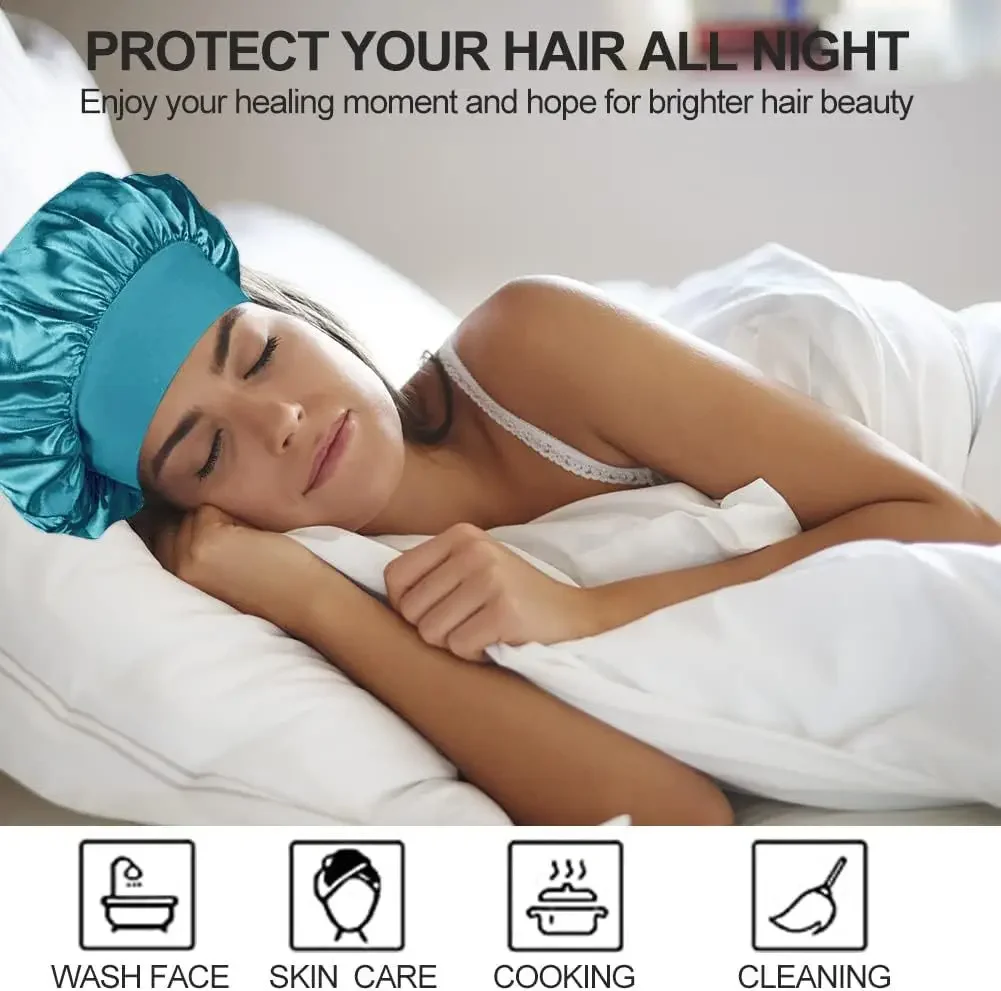 PROTECT YOUR HAIR ALL NIGHT
Enjoy your healing moment and hope for brighter hair beauty
WASH FACE
SKIN CARE
COOKING
CLEANING